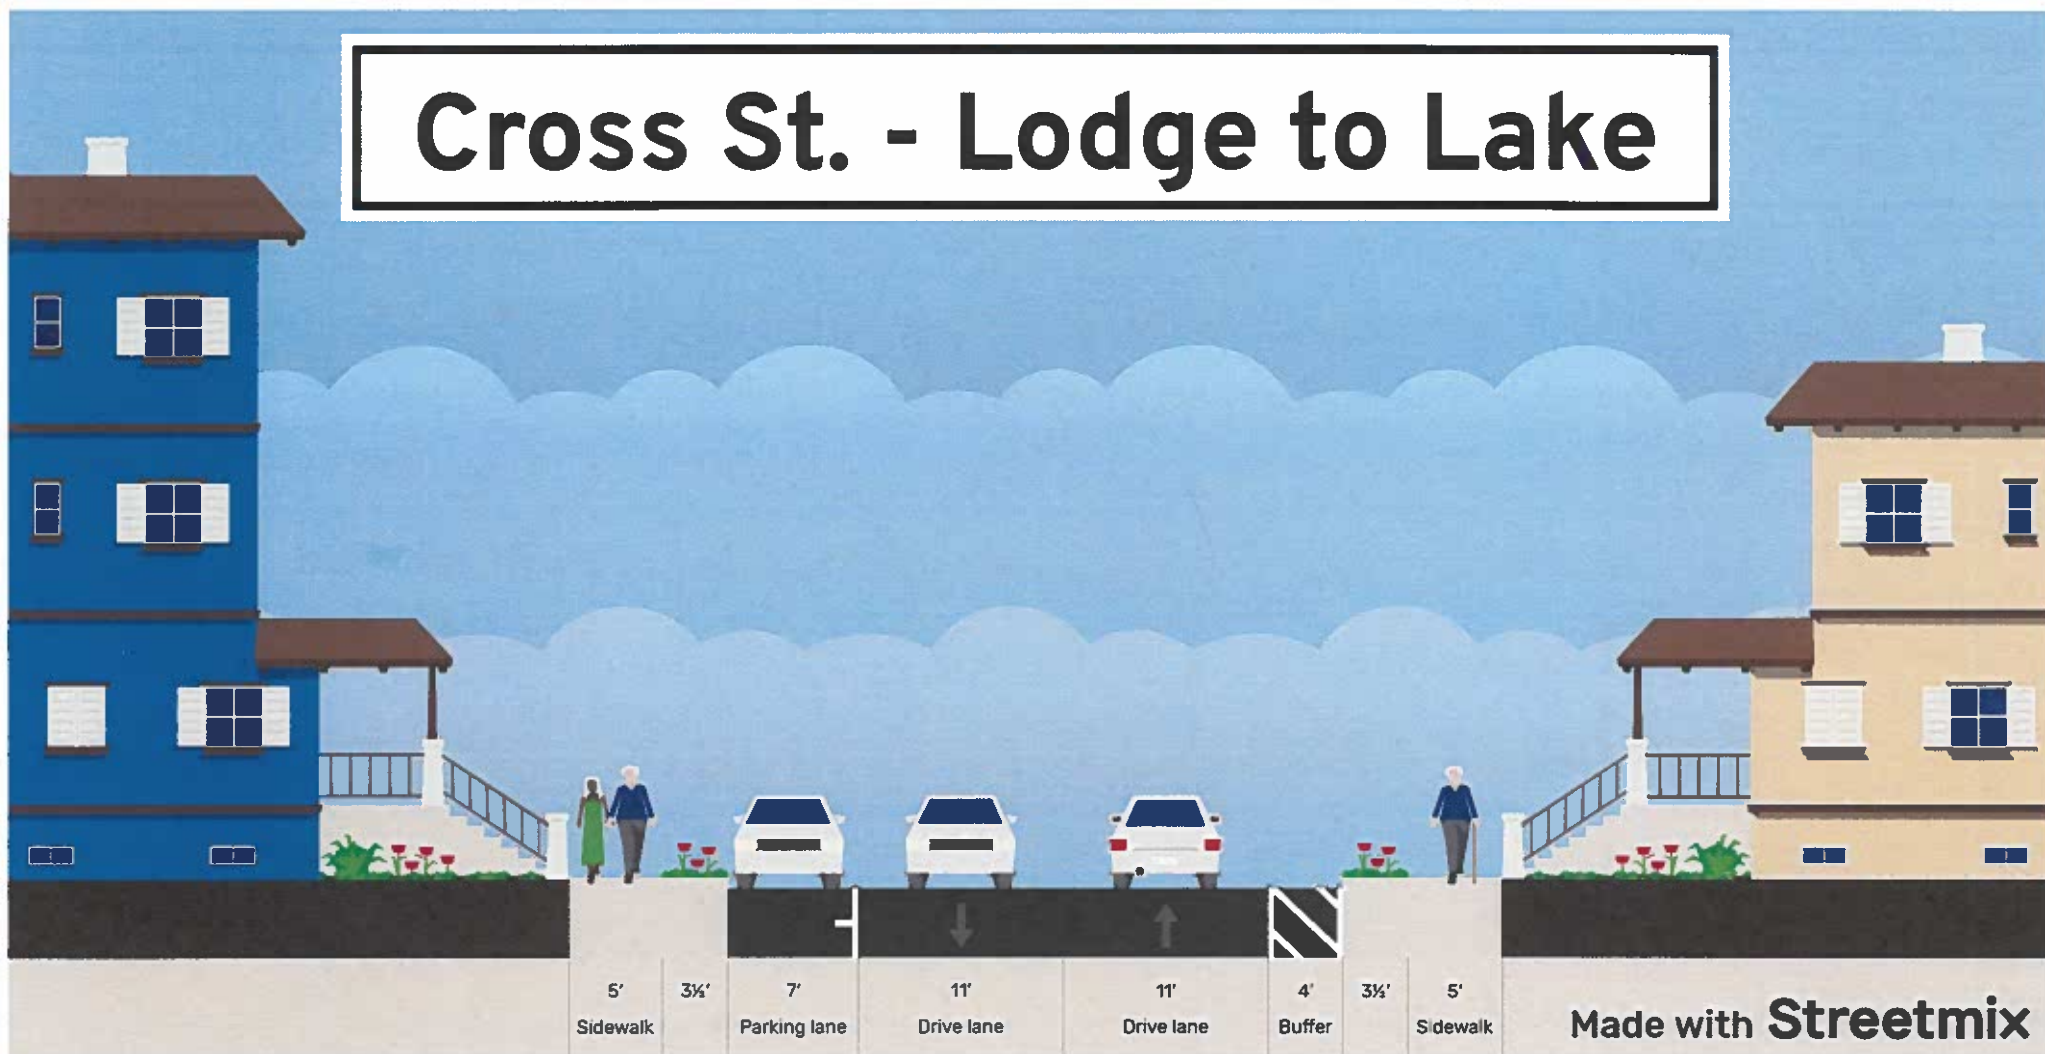 Cross St. - Lodge to Lake
5' 3½' 7' 11' 11' 4' 3½' 5'
Sidewalk Parking lane Drive lane Drive lane Buffer Sidewalk
Made with Streetmix